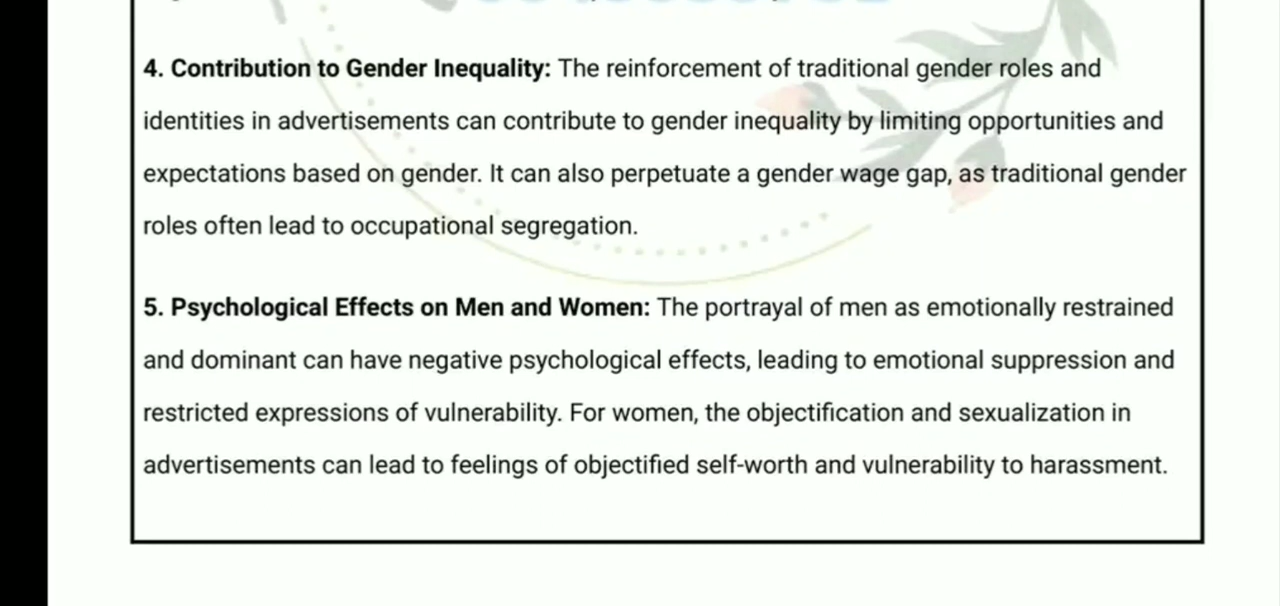 4. Contribution to Gender Inequality: The reinforcement of traditional gender roles and
identities in advertisements can contribute to gender inequality by limiting opportunities and
expectations based on gender. It can also perpetuate a gender wage gap, as traditional gender
roles often lead to occupational segregation.
5. Psychological Effects on Men and Women: The portrayal of men as emotionally restrained
and dominant can have negative psychological effects, leading to emotional suppression and
restricted expressions of vulnerability. For women, the objectification and sexualization in
advertisements can lead to feelings of objectified self-worth and vulnerability to harassment.